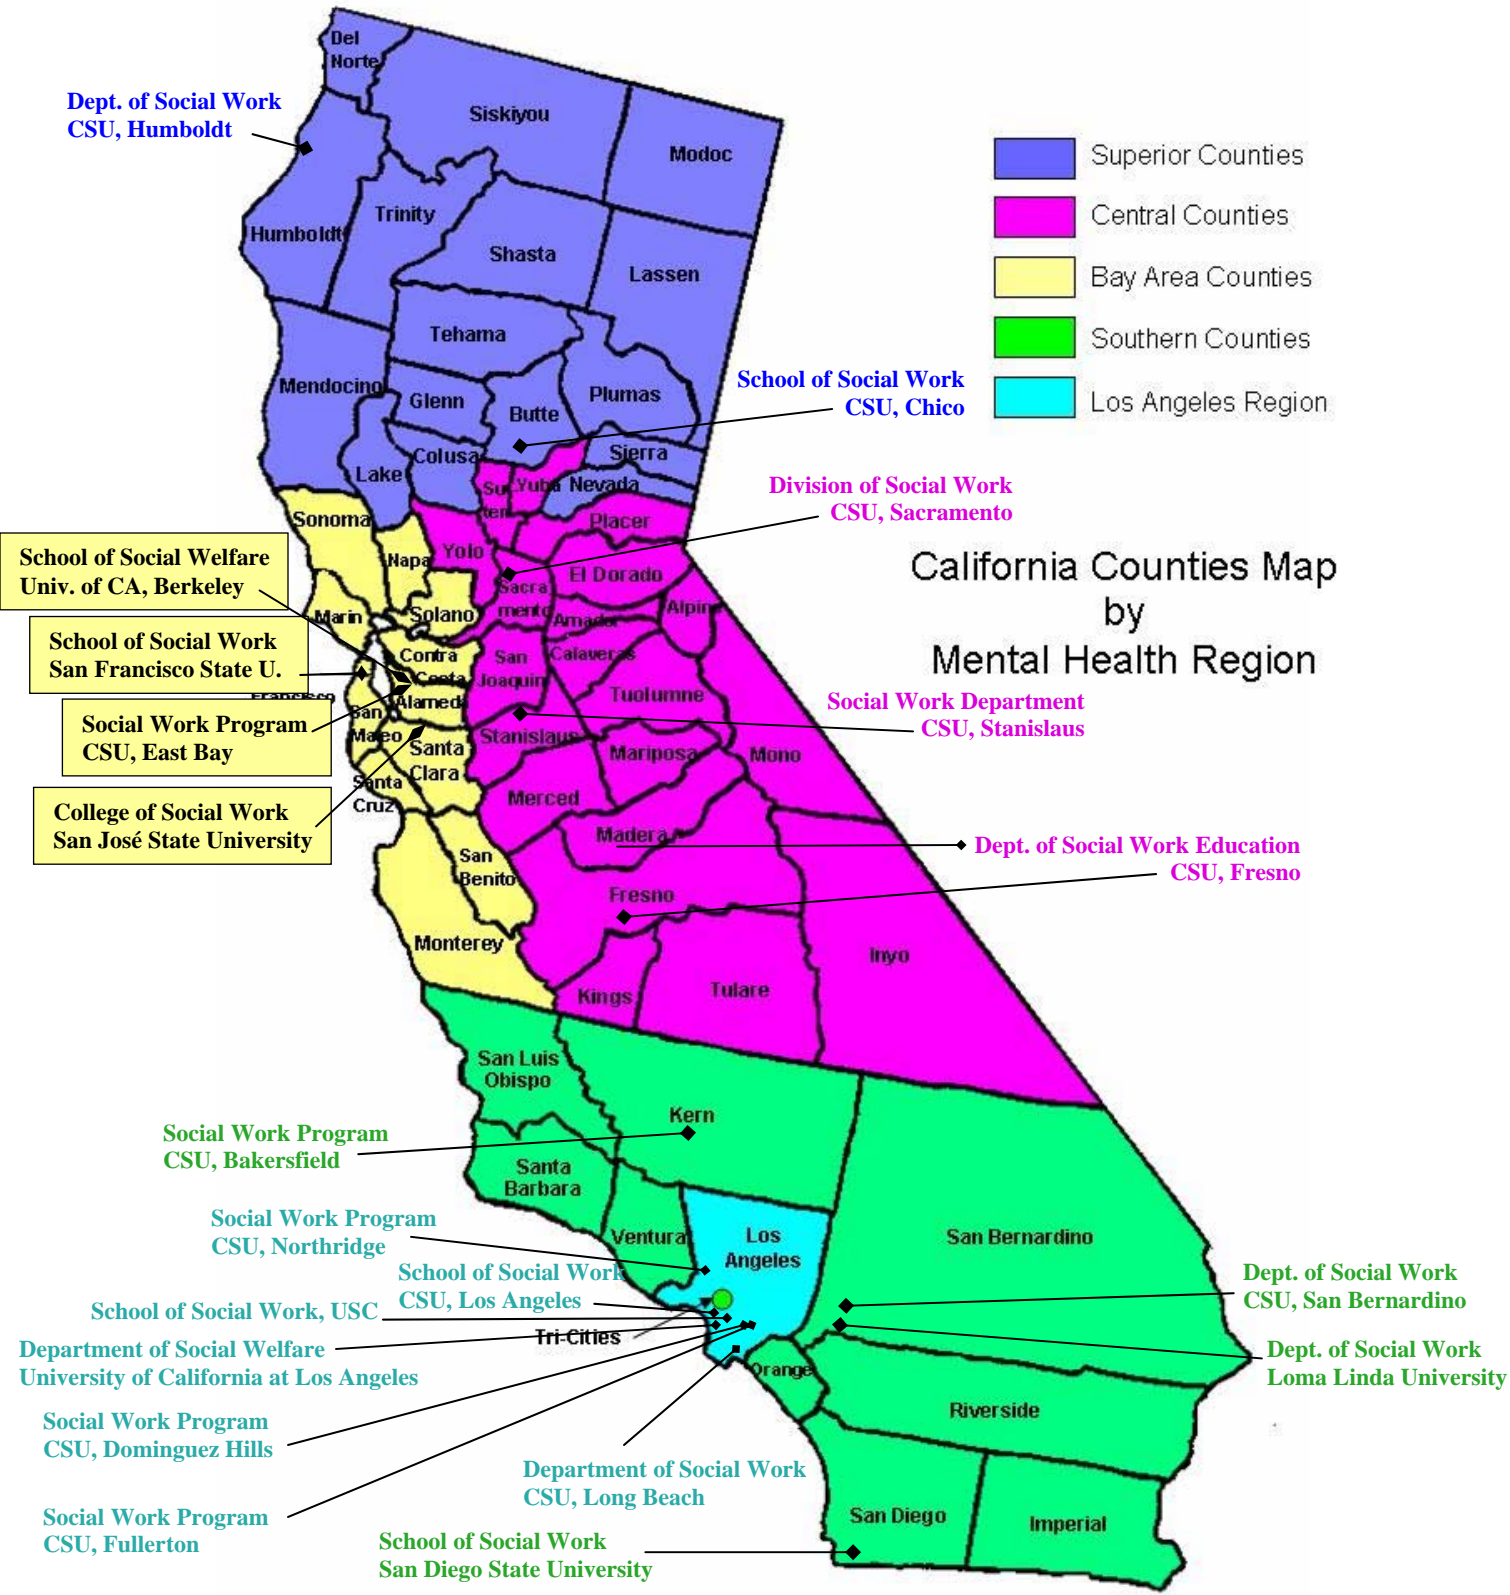 Del
Norte
Siskiyou
Modoc
Dept. of Social Work
CSU, Humboldt
Humboldt
Trinity
Shasta
Lassen
Tehama
Mendocino
Glenn
Butte
Plumas
Lake
Colusa
Sierra
Nevada
Superior Counties
Central Counties
Bay Area Counties
Southern Counties
Los Angeles Region
School of Social Work
CSU, Chico
Division of Social Work
CSU, Sacramento
California Counties Map
by
Mental Health Region
Su
tter
Yuba
Placer
Yolo
El Dorado
Sacra
mento
Amador
Alpine
San
Joaquin
Calaveras
Tuolumne
Stanislaus
Mariposa
Mono
Merced
Madera
Fresno
Kings
Tulare
Inyo
Social Work Department
CSU, Stanislaus
Dept. of Social Work Education
CSU, Fresno
Sonoma
Napa
Marin
Solano
Contra
Costa
Alameda
Francisco
San
Mateo
Santa
Clara
Santa
Cruz
San
Benito
Monterey
School of Social Welfare
Univ. of CA, Berkeley
School of Social Work
San Francisco State U.
Social Work Program
CSU, East Bay
College of Social Work
San José State University
San Luis
Obispo
Kern
Santa
Barbara
Ventura
Los
Angeles
San Bernardino
Orange
Riverside
San Diego
Imperial
Tri-Cities
Social Work Program
CSU, Bakersfield
Social Work Program
CSU, Northridge
School of Social Work
CSU, Los Angeles
School of Social Work, USC
Department of Social Welfare
University of California at Los Angeles
Social Work Program
CSU, Dominguez Hills
Social Work Program
CSU, Fullerton
Department of Social Work
CSU, Long Beach
School of Social Work
San Diego State University
Dept. of Social Work
CSU, San Bernardino
Dept. of Social Work
Loma Linda University